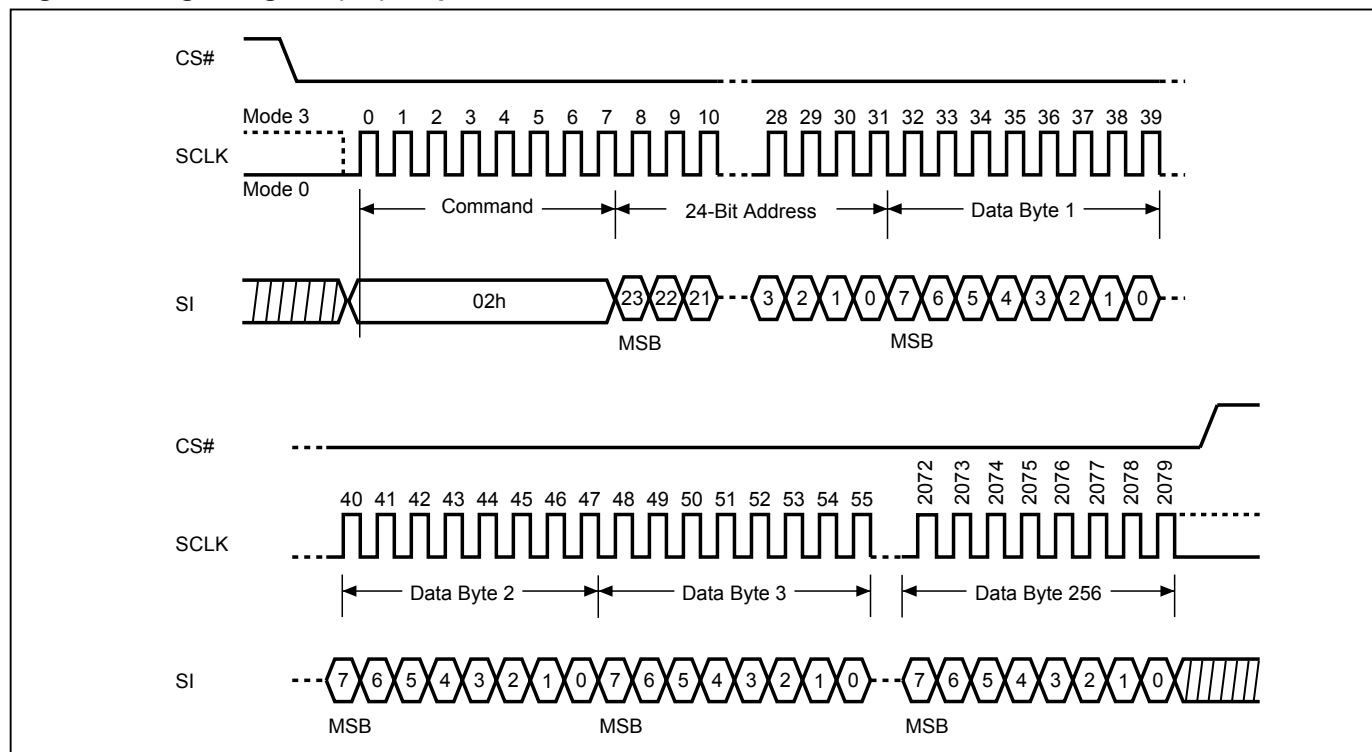 CS#
Mode 3
0 1 2 3 4 5 6 7 8 9 10 28 29 30 31 32 33 34 35 36 37 38 39
SCLK
Mode 0
Command 24-Bit Address Data Byte 1
SI 02h 23 22 21 3 2 1 0 7 6 5 4 3 2 1 0
MSB MSB
CS#
40 41 42 43 44 45 46 47 48 49 50 51 52 53 54 55 2072 2073 2074 2075 2076 2077 2078 2079
SCLK
Data Byte 2 Data Byte 3 Data Byte 256
SI 7 6 5 4 3 2 1 0 7 6 5 4 3 2 1 0 7 6 5 4 3 2 1 0
MSB MSB MSB